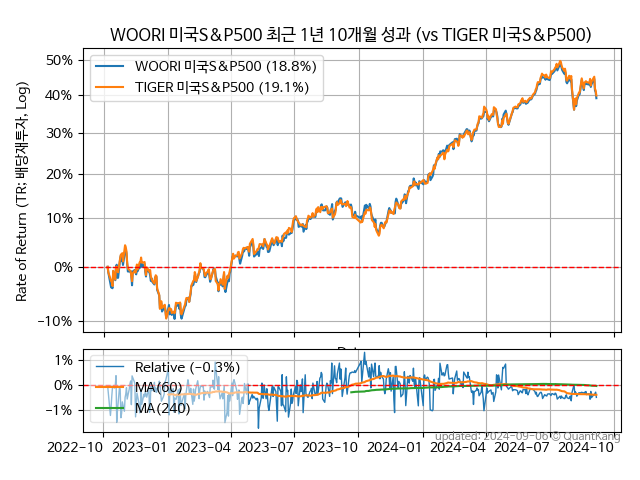 WOORI 미국S&P500 최근 1년 10개월 성과 (vs TIGER 미국S&P500)
WOORI 미국S&P500 (18.8%)
TIGER 미국S&P500 (19.1%)
Rate of Return (TR: 배당재투자, Log)
50%
40%
30%
20%
10%
0%
−10%
Relative (−0.3%)
MA(60)
MA(240)
1%
0%
−1%
2022−10 2023−01 2023−04 2023−07 2023−10 2024−01 2024−04 2024−07 2024−10
updated: 2024-09-06 © QuantKang